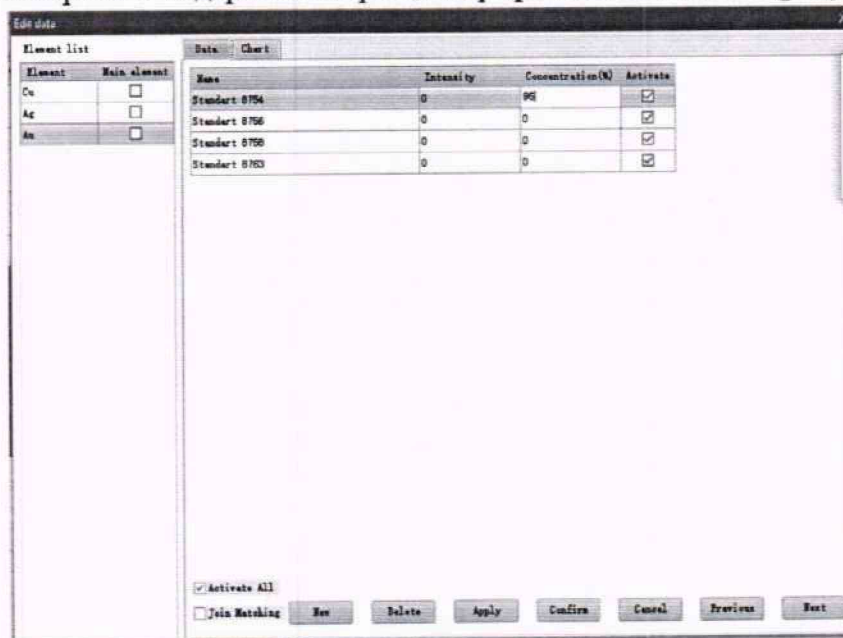 Edit data
Element list
Data Chart
Element Main element
Cu
Ag
Au
Name Intensity Concentration(%) Activate
Standart 8754 0 96
Standart 8756 0 0
Standart 8758 0 0
Standart 8763 0 0
Activate All
Join Matching New Delete Apply Confirm Cancel Previous Next